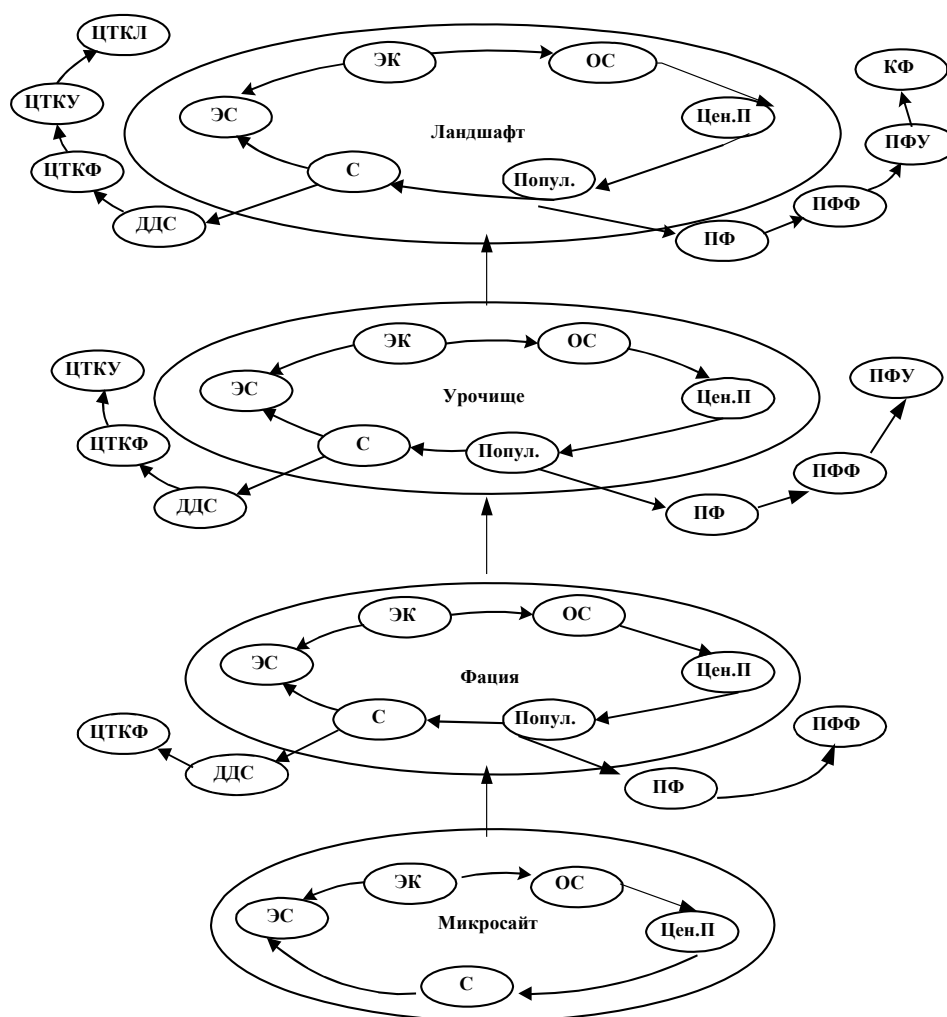 ЦТКЛ
ЭК
ОС
КФ
ЦТКУ
ЭС
Цен.П
Ландшафт
ПФУ
ЦТКФ
С
Попул.
ПФФ
ДДС
ПФ
ЭК
ОС
ЦТКУ
ПФУ
ЭС
Урочище
Цен.П
ЦТКФ
С
Попул.
ПФФ
ДДС
ПФ
ЭК
ОС
ЭС
Фация
Цен.П
ЦТКФ
С
Попул.
ПФФ
ДДС
ПФ
ЭК
ОС
ЭС
Микросайт
Цен.П
С